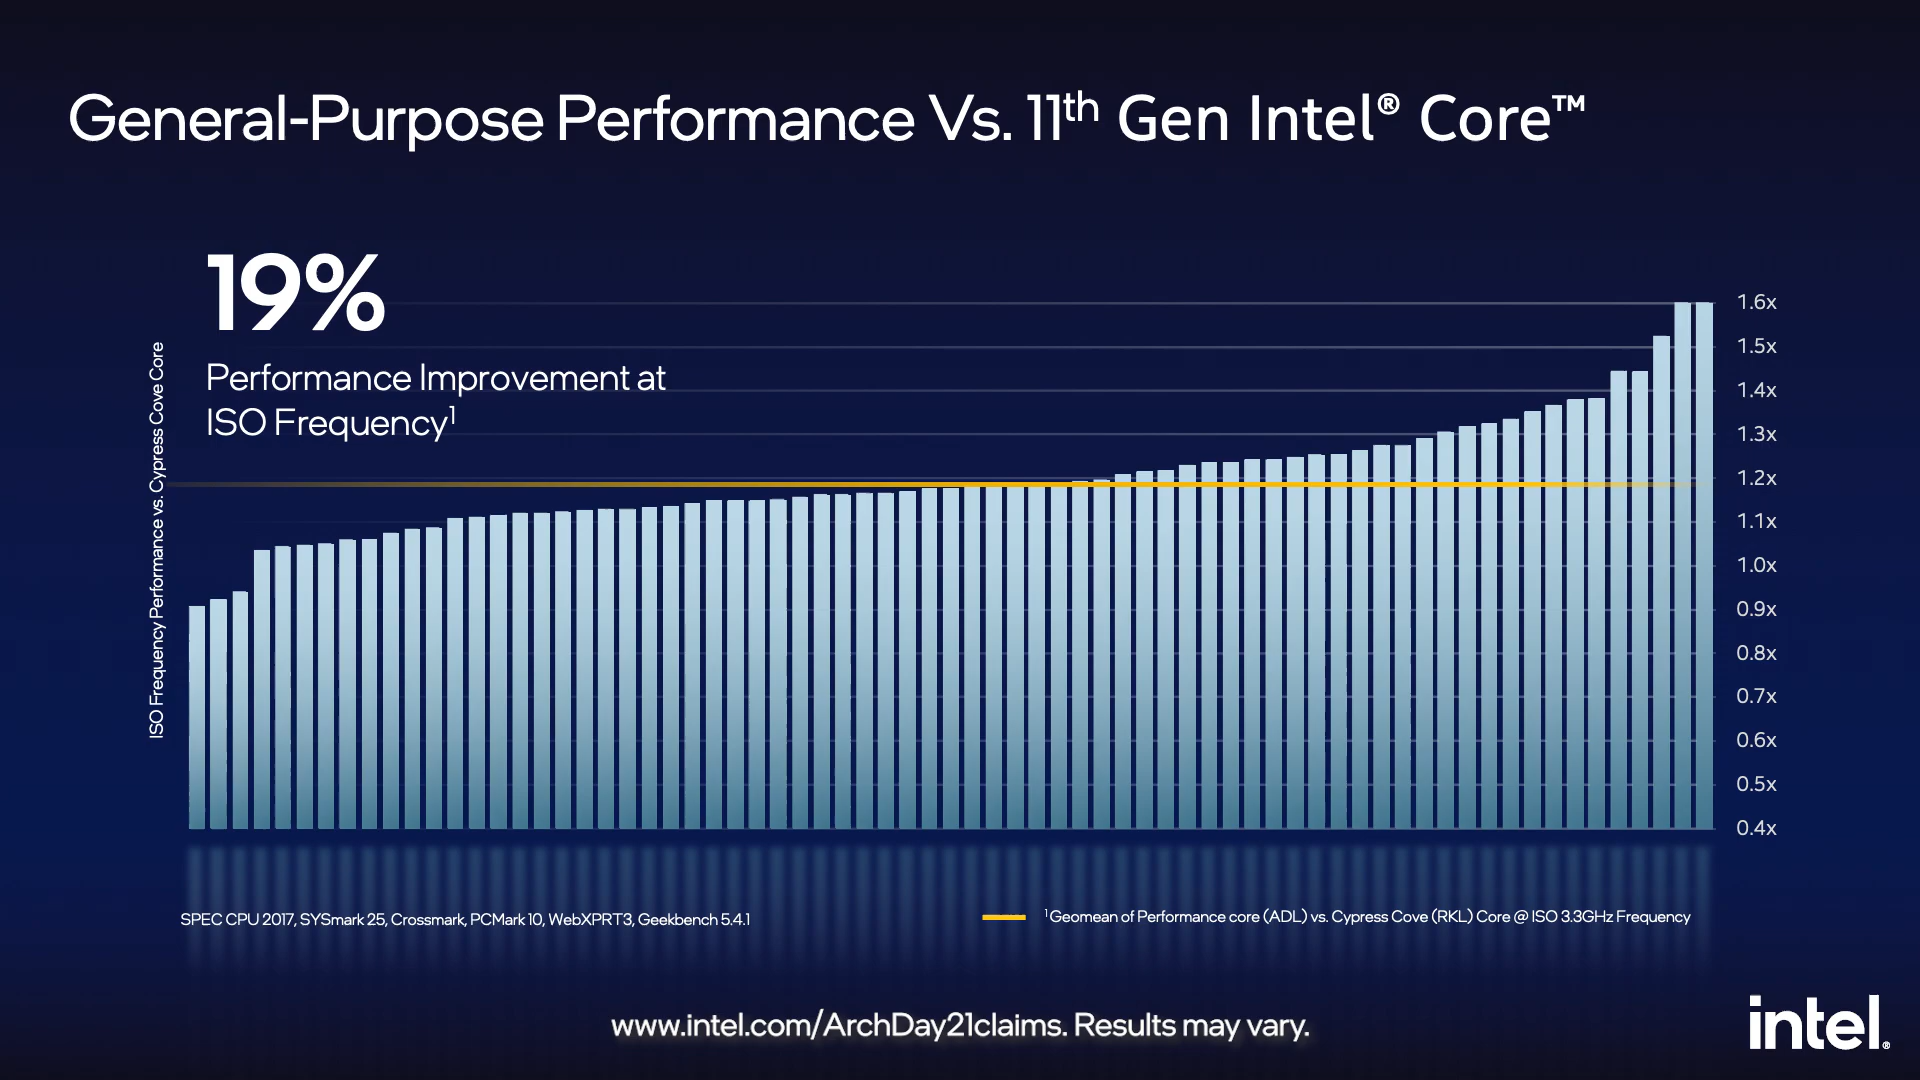 General-Purpose Performance Vs. 11th Gen Intel® Core™
19%
Performance Improvement at
ISO Frequency1
ISO Frequency Performance vs. Cypress Cove Core
1.6x
1.5x
1.4x
1.3x
1.2x
1.1x
1.0x
0.9x
0.8x
0.7x
0.6x
0.5x
0.4x
SPEC CPU 2017, SYSmark 25, Crossmark, PCMark 10, WebXPRT3, Geekbench 5.4.1
1Geomean of Performance core (ADL) vs. Cypress Cove (RKL) Core @ ISO 3.3GHz Frequency
www.intel.com/ArchDay21claims. Results may vary.
intel®